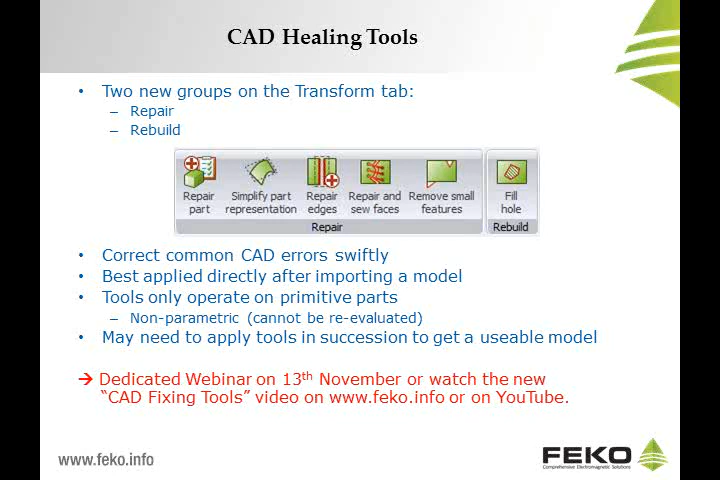 CAD Healing Tools
• Two new groups on the Transform tab:
– Repair
– Rebuild
Repair part
Simplify part representation
Repair edges
Repair and sew faces
Remove small features
Fill hole
Repair
Rebuild
• Correct common CAD errors swiftly
• Best applied directly after importing a model
• Tools only operate on primitive parts
– Non-parametric (cannot be re-evaluated)
• May need to apply tools in succession to get a useable model
→ Dedicated Webinar on 13th November or watch the new
“CAD Fixing Tools” video on www.feko.info or on YouTube.
www.feko.info
FEKO
Comprehensive Electromagnetic Solutions